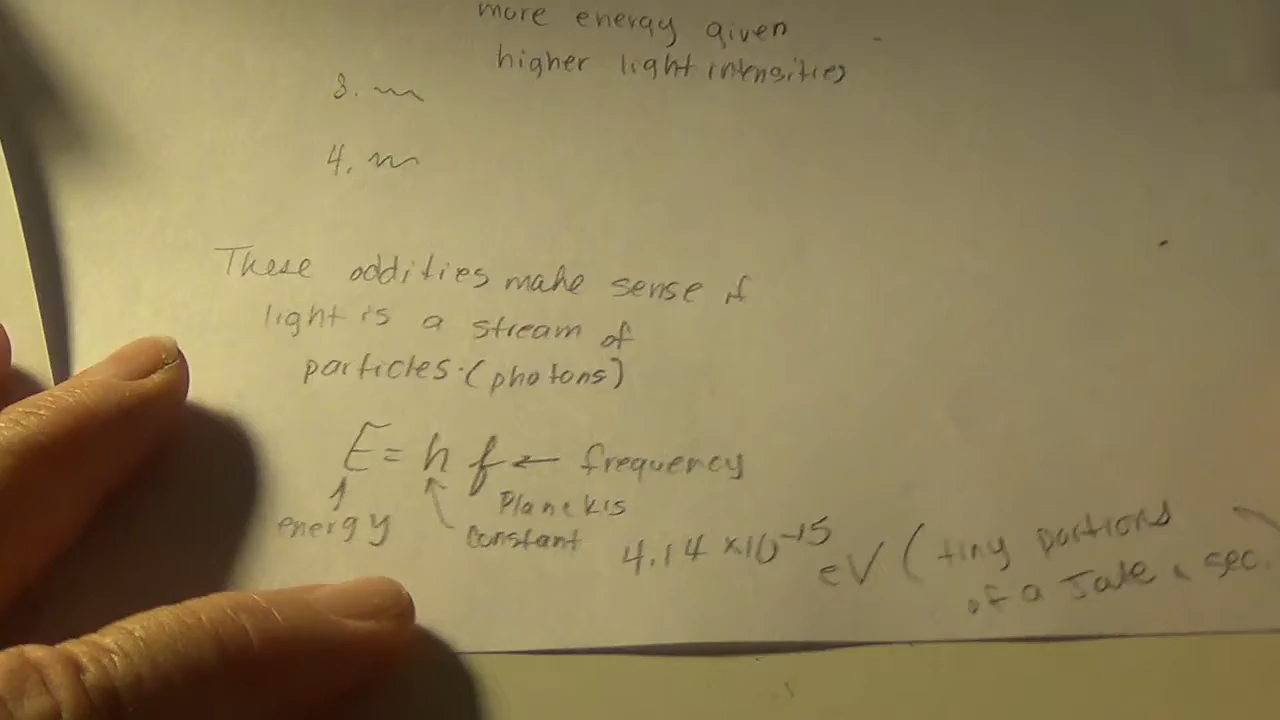 more energy given
higher light intensities
3.
4.
These oddities make sense if
light is a stream of
particles. (photons)
E = h f ← frequency
energy
Planck's
constant
4.14 ×10⁻¹⁵ eV (tiny portions
of a Joule · sec.